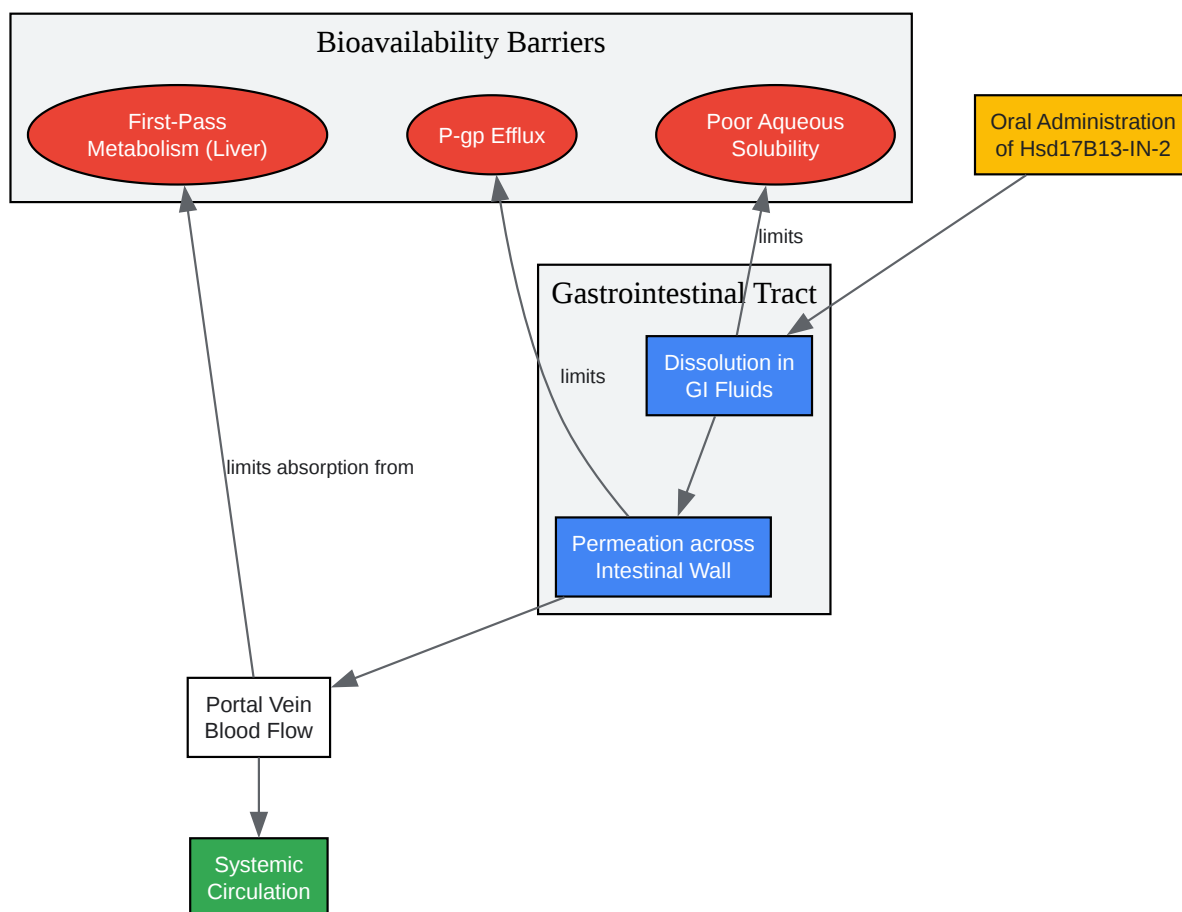 Bioavailability Barriers
First-Pass
Metabolism (Liver)
P-gp Efflux
Poor Aqueous
Solubility
Oral Administration
of Hsd17B13-IN-2
limits
Gastrointestinal Tract
Dissolution in
GI Fluids
limits
limits absorption from
Permeation across
Intestinal Wall
Portal Vein
Blood Flow
Systemic
Circulation